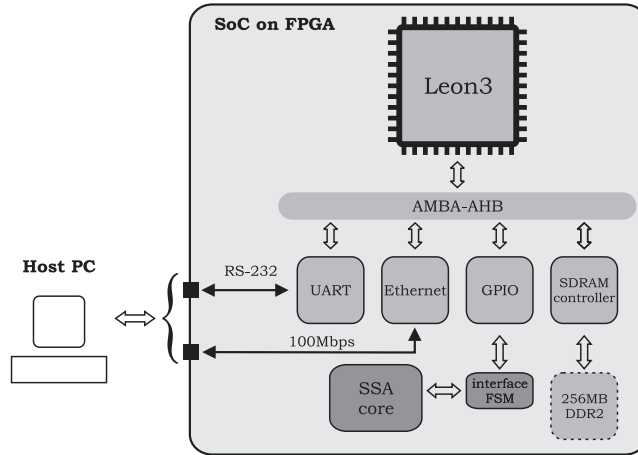 SoC on FPGA
Leon3
AMBA-AHB
Host PC
RS-232
UART
Ethernet
GPIO
SDRAM
controller
100Mbps
SSA
core
interface
FSM
256MB
DDR2